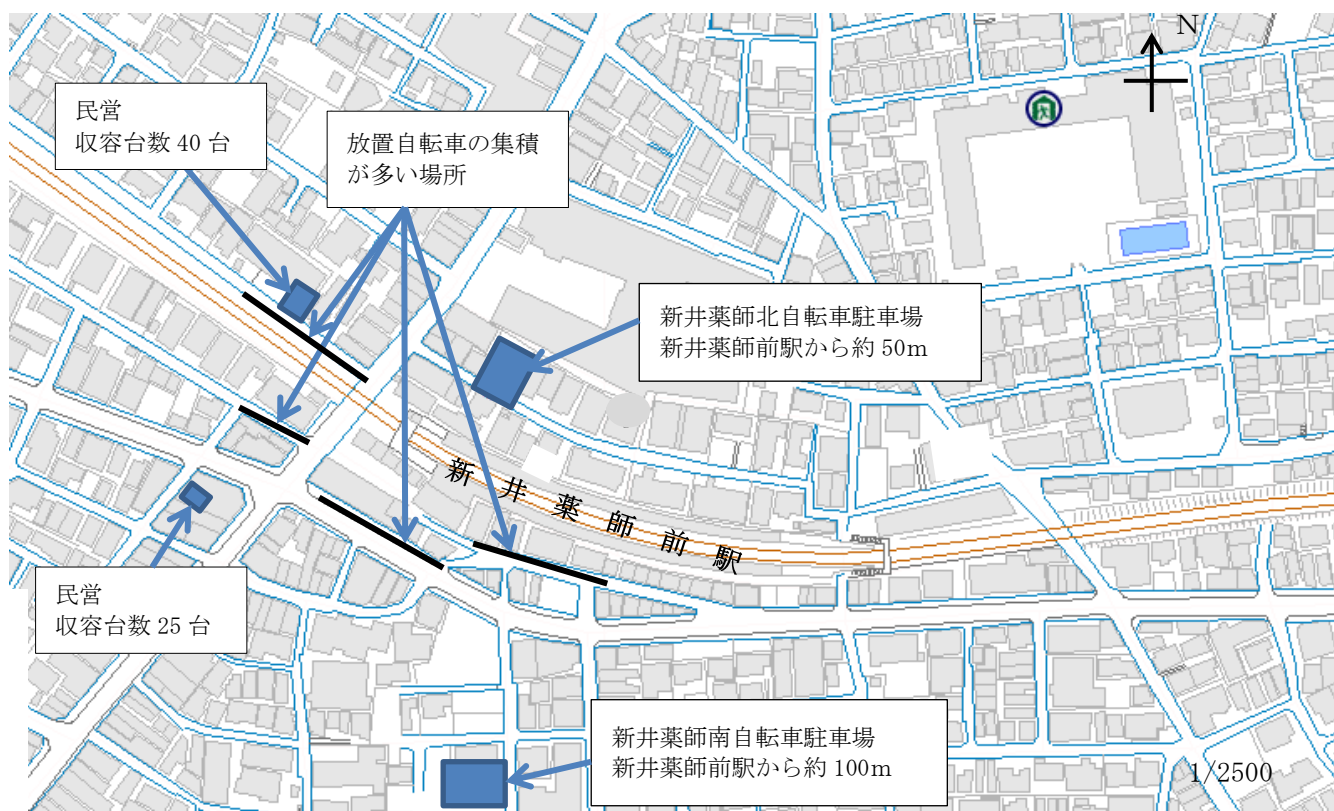 N
民営
収容台数 40 台
放置自転車の集積
が多い場所
新井薬師北自転車駐車場
新井薬師前駅から約 50m
新井薬師前駅
民営
収容台数 25 台
新井薬師南自転車駐車場
新井薬師前駅から約 100m
1/2500